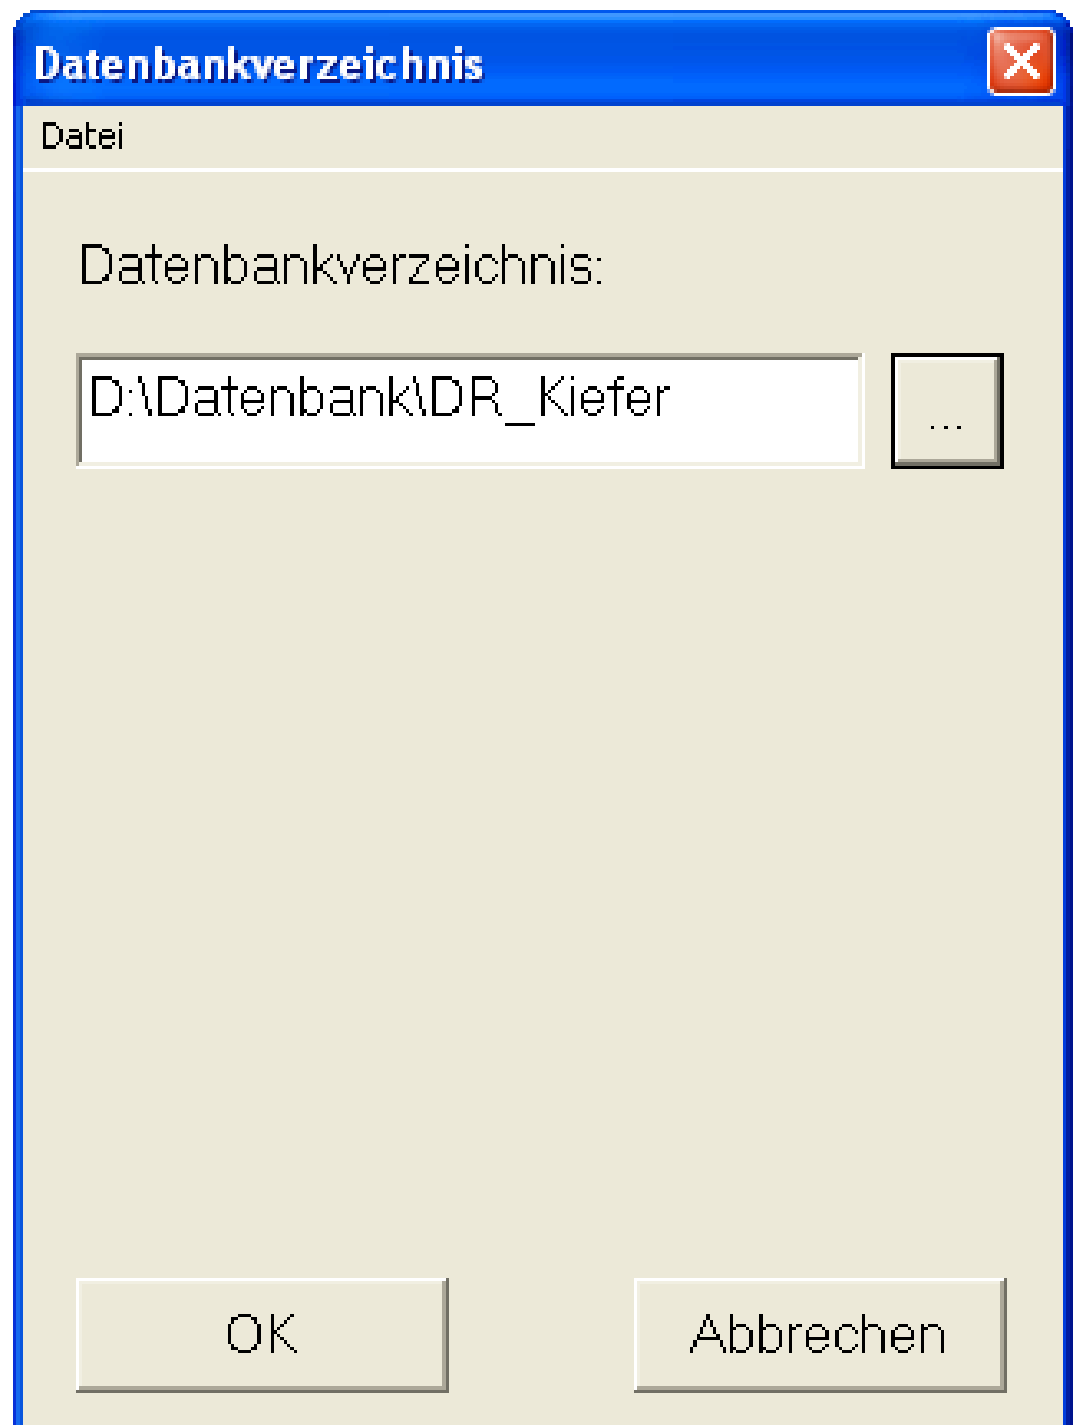 Datenbankverzeichnis
Datei
Datenbankverzeichnis:
D:\Datenbank\DR_Kiefer
...
OK
Abbrechen